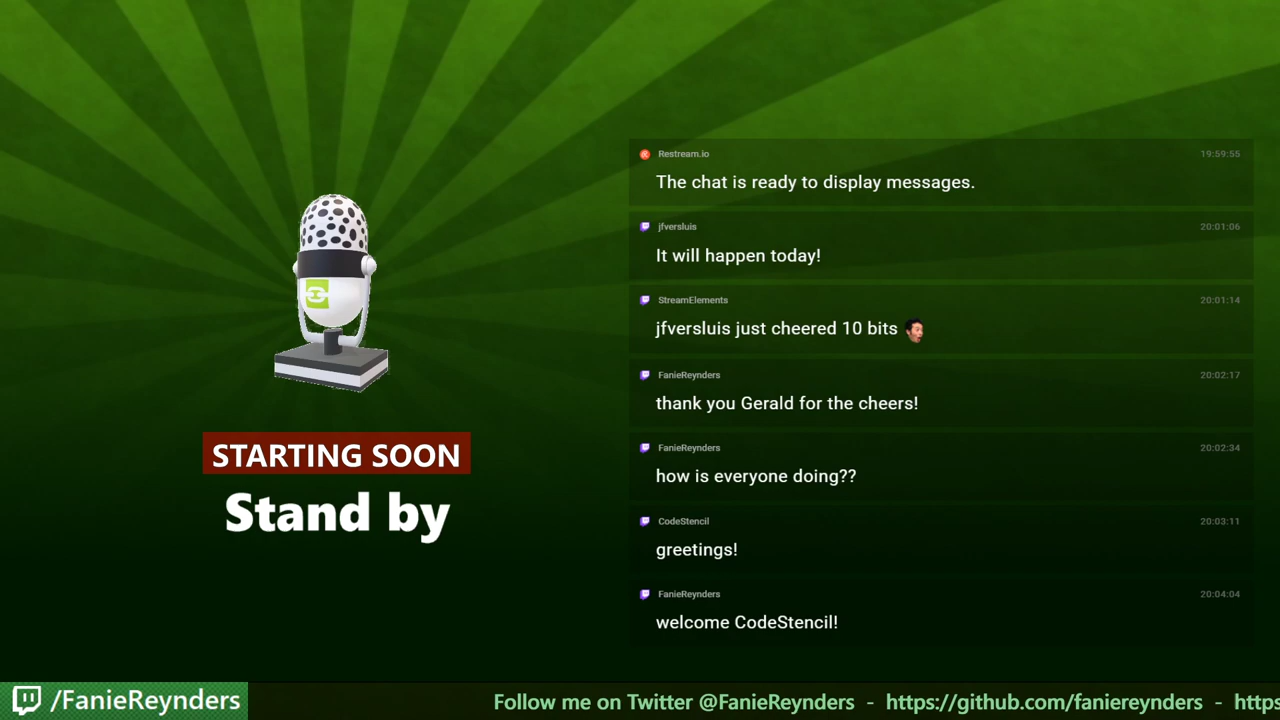 Restream.io 19:59:55
The chat is ready to display messages.
jfversluis 20:01:06
It will happen today!
StreamElements 20:01:14
jfversluis just cheered 10 bits
FanieReynders 20:02:17
thank you Gerald for the cheers!
FanieReynders 20:02:34
how is everyone doing??
CodeStencil 20:03:11
greetings!
FanieReynders 20:04:04
welcome CodeStencil!
STARTING SOON
Stand by
/FanieReynders Follow me on Twitter @FanieReynders - https://github.com/faniereynders - https